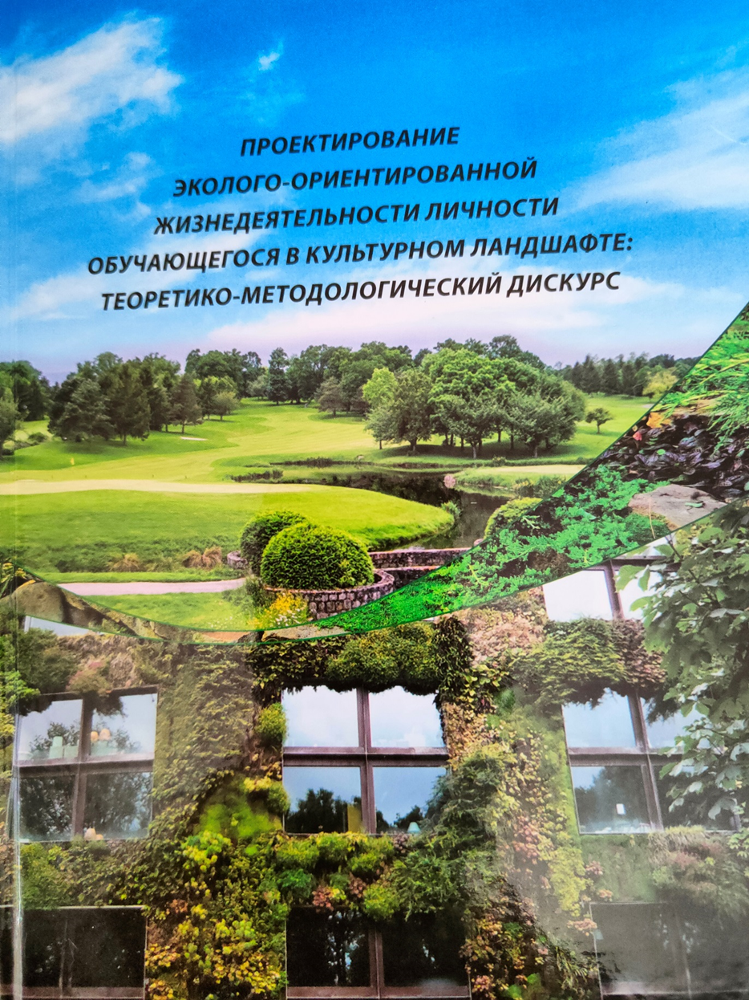 ПРОЕКТИРОВАНИЕ
ЭКОЛОГО-ОРИЕНТИРОВАННОЙ
ЖИЗНЕДЕЯТЕЛЬНОСТИ ЛИЧНОСТИ
ОБУЧАЮЩЕГОСЯ В КУЛЬТУРНОМ ЛАНДШАФТЕ:
ТЕОРЕТИКО-МЕТОДОЛОГИЧЕСКИЙ ДИСКУРС